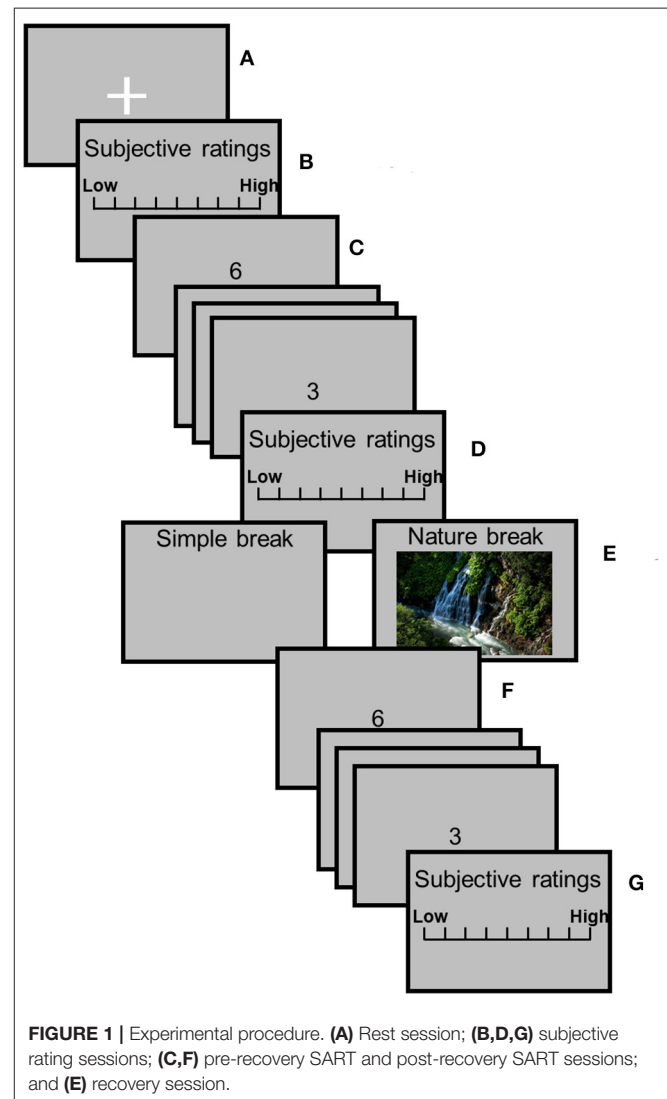 A
Subjective ratings
B
Low High
C
6
3
Subjective ratings
D
Low High
Simple break
Nature break
E
F
6
3
Subjective ratings
G
Low High
FIGURE 1 | Experimental procedure. (A) Rest session; (B,D,G) subjective
rating sessions; (C,F) pre-recovery SART and post-recovery SART sessions;
and (E) recovery session.